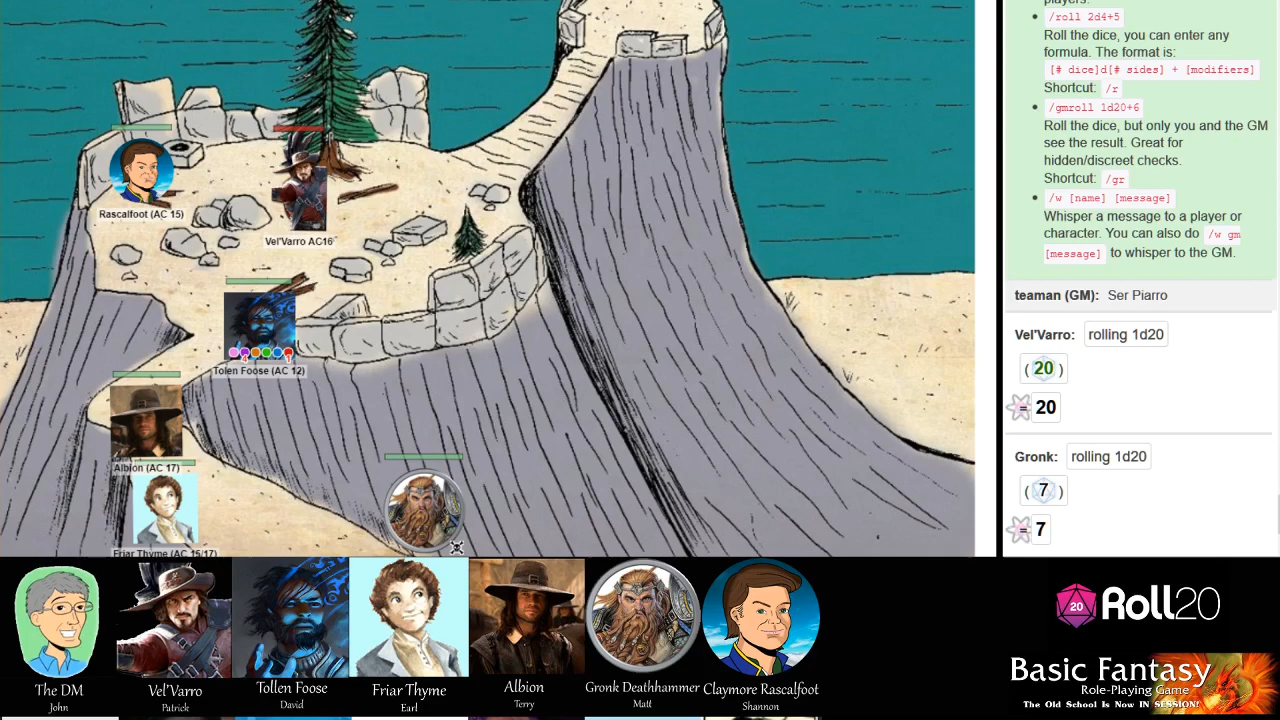 players.
/roll 2d4+5
Roll the dice, you can enter any
formula. The format is:
[# dice]d[# sides] + [modifiers]
Shortcut: /r
/gmroll 1d20+6
Roll the dice, but only you and the GM
see the result. Great for
hidden/discreet checks.
Shortcut: /gr
/w [name] [message]
Whisper a message to a player or
character. You can also do /w gm
[message] to whisper to the GM.
teaman (GM): Ser Piarro
Vel'Varro: rolling 1d20
(20)
= 20
Gronk: rolling 1d20
(7)
= 7
Rascalfoot (AC 15)
Vel'Varro AC16
Tolen Foose (AC 12)
Albion (AC 17)
Friar Thyme (AC 15/17)
The DM
John
Vel'Varro
Patrick
Tollen Foose
David
Friar Thyme
Earl
Albion
Terry
Gronk Deathhammer
Matt
Claymore Rascalfoot
Shannon
20 Roll20
Basic Fantasy
Role-Playing Game
The Old School Is Now IN SESSION!